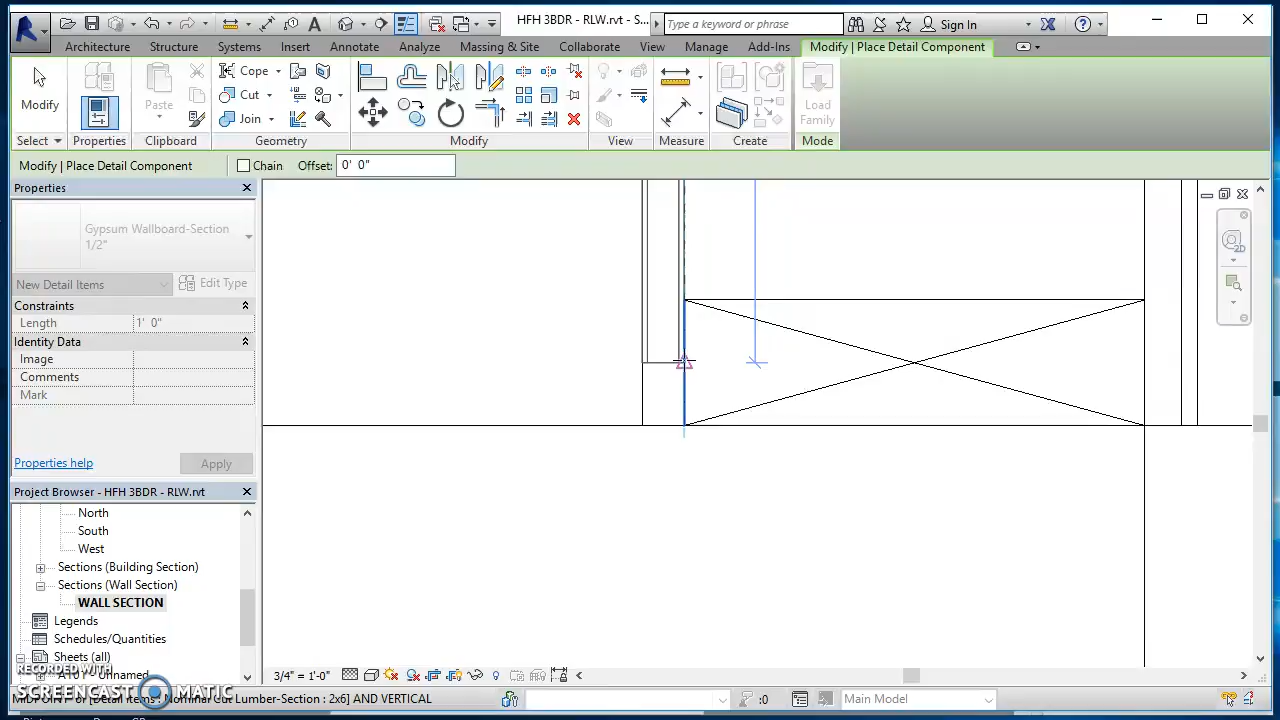 HFH 3BDR - RLW.rvt - S...
Type a keyword or phrase
Sign In
Architecture Structure Systems Insert Annotate Analyze Massing & Site Collaborate View Manage Add-Ins Modify | Place Detail Component
Modify
Paste
Cope
Cut
Join
Load
Family
Select Properties Clipboard Geometry Modify View Measure Create Mode
Modify | Place Detail Component Chain Offset: 0' 0"
Properties
Gypsum Wallboard-Section
1/2"
New Detail Items Edit Type
Constraints
Length 1' 0"
Identity Data
Image
Comments
Mark
Properties help Apply
Project Browser - HFH 3BDR - RLW.rvt
North
South
West
Sections (Building Section)
Sections (Wall Section)
WALL SECTION
Legends
Schedules/Quantities
Sheets (all)
A101 - Unnamed
2D
3/4" = 1'-0"
RECORDED WITH
SCREENCAST MATIC
Nominal Cut Lumber-Section : 2x6] AND VERTICAL
:0
Main Model